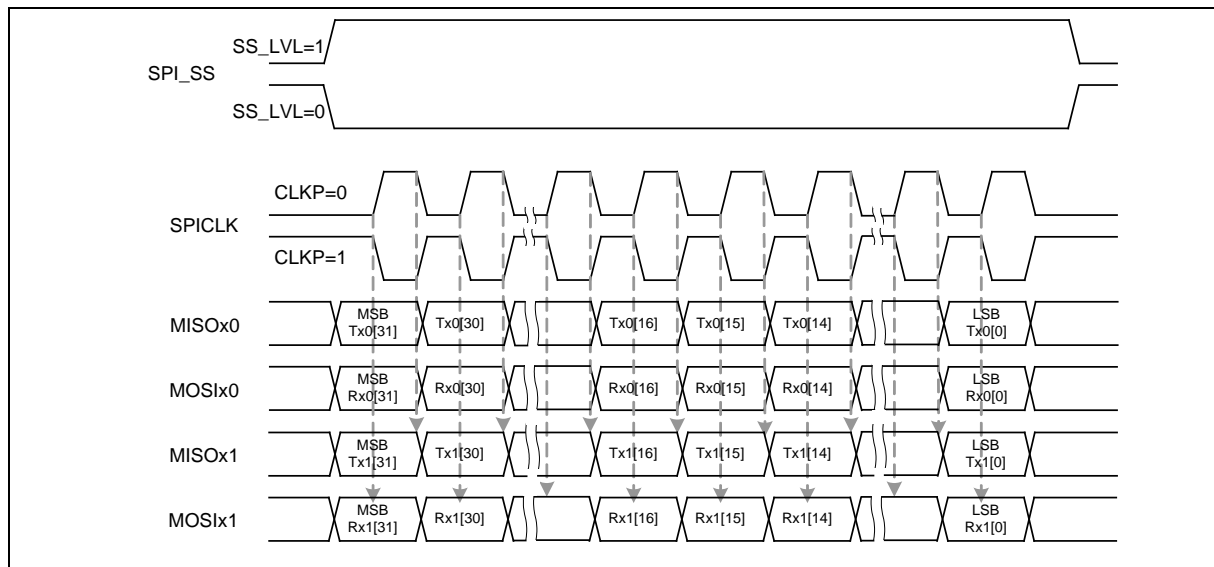 SS_LVL=1
SPI_SS
SS_LVL=0
CLKP=0
SPICLK
CLKP=1
MISOx0
MSB
Tx0[31]
Tx0[30]
Tx0[16]
Tx0[15]
Tx0[14]
LSB
Tx0[0]
MOSIx0
MSB
Rx0[31]
Rx0[30]
Rx0[16]
Rx0[15]
Rx0[14]
LSB
Rx0[0]
MISOx1
MSB
Tx1[31]
Tx1[30]
Tx1[16]
Tx1[15]
Tx1[14]
LSB
Tx1[0]
MOSIx1
MSB
Rx1[31]
Rx1[30]
Rx1[16]
Rx1[15]
Rx1[14]
LSB
Rx1[0]